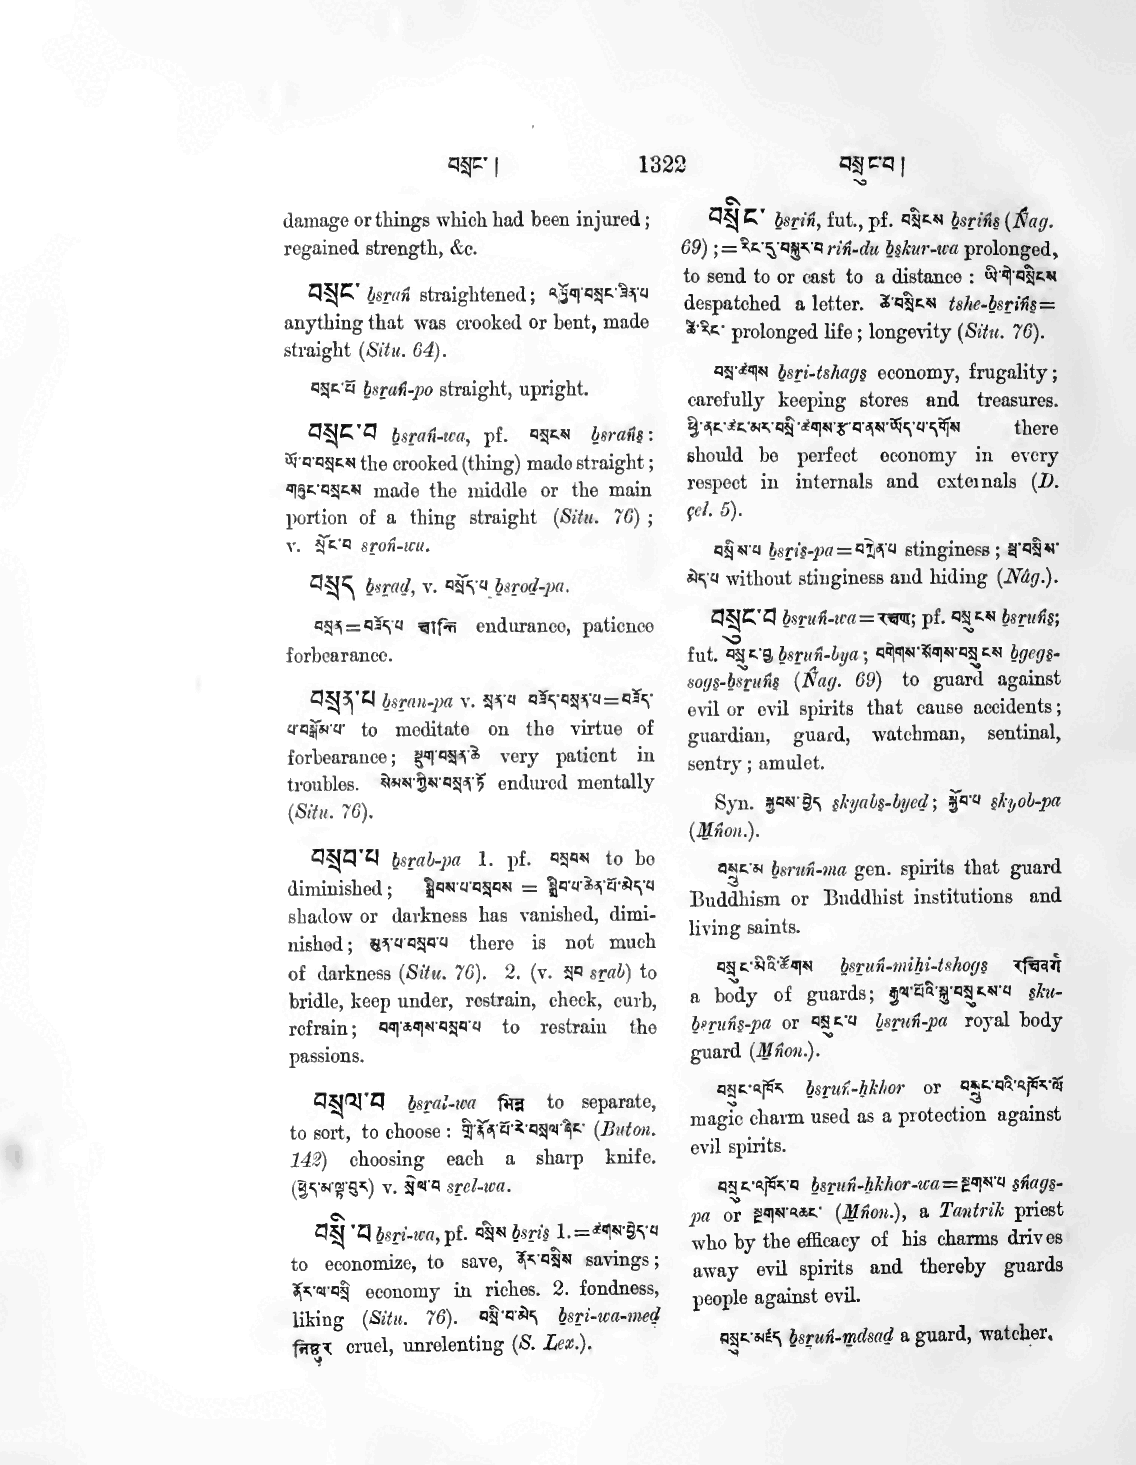 བསྲང་ | 1322 བསྲུང་བ |
damage or things which had been injured ;
regained strength, &c.
བསྲང་ bsrañ straightened ; འཁྱོག་བསྲང་ཟིན་པ
anything that was crooked or bent, made
straight (Situ. 64).
བསྲང་པོ bsrañ-po straight, upright.
བསྲང་བ bsrañ-wa, pf. བསྲངས bsrañs :
ཡོ་བ་བསྲངས the crooked (thing) made straight ;
གཞུང་བསྲངས made the middle or the main
portion of a thing straight (Situ. 76) ;
v. སྲོང་བ sroñ-wa.
བསྲད bsrad, v. བསྲོད་པ bsrod-pa.
བསྲན=བཟོད་པ क्षान्ति endurance, patience
forbearance.
བསྲན་པ bsran-pa v. སྲན་པ བཟོད་བསྲན་པ=བཟོད་
པ་བསྒོམ་པ་ to meditate on the virtue of
forbearance ; སྡུག་བསྲན་ཆེ very patient in
troubles. སེམས་ཀྱིས་བསྲན་ཏོ endured mentally
(Situ. 76).
བསྲབ་པ bsrab-pa 1. pf. བསྲབས to be
diminished ; གྲིབས་པ་བསྲབས = གྲིབ་པ་ཆེན་པོ་མེད་པ
shadow or darkness has vanished, dimi-
nished ; མུན་པ་བསྲབ་པ there is not much
of darkness (Situ. 76). 2. (v. སྲབ srab) to
bridle, keep under, restrain, check, curb,
refrain ; བག་ཆགས་བསྲབ་པ to restrain the
passions.
བསྲལ་བ bsral-wa भिन्न to separate,
to sort, to choose : གྲི་རྣོན་པོ་རེ་བསྲལ་ཞིང་ (Buton.
142) choosing each a sharp knife.
(ཕྱེད་མ་ལྟ་བུར) v. སྲེལ་བ srel-wa.
བསྲི་བ bsri-wa, pf. བསྲིས bsris 1.=ཚགས་བྱེད་པ
to economize, to save, ནོར་བསྲིས savings ;
ནོར་ལ་བསྲི economy in riches. 2. fondness,
liking (Situ. 76). བསྲི་བ་མེད bsri-wa-med
निष्ठुर cruel, unrelenting (S. Lex.).
བསྲིང་ bsriñ, fut., pf. བསྲིངས bsriñs (Ñag.
69) ;=རིང་དུ་བསྐུར་བ riñ-du bskur-wa prolonged,
to send to or cast to a distance : ཡི་གེ་བསྲིངས
despatched a letter. ཚེ་བསྲིངས tshe-bsriñs=
ཚེ་རིང་ prolonged life ; longevity (Situ. 76).
བསྲི་ཚགས bsri-tshags economy, frugality ;
carefully keeping stores and treasures.
ཕྱི་ནང་ཚང་མར་བསྲི་ཚགས་རྩ་བ་ནས་ཡོད་པ་དགོས there
should be perfect economy in every
respect in internals and externals (D.
çel. 5).
བསྲིས་པ bsris-pa=བཀྲེན་པ stinginess ; སྦ་བསྲིས་
མེད་པ without stinginess and hiding (Nág.).
བསྲུང་བ bsruñ-wa=रक्षण; pf. བསྲུངས bsruñs;
fut. བསྲུང་བྱ bsruñ-bya ; བགེགས་སོགས་བསྲུངས bgegs-
sogs-bsruñs (Ñag. 69) to guard against
evil or evil spirits that cause accidents ;
guardian, guard, watchman, sentinal,
sentry ; amulet.
Syn. སྐྱབས་བྱེད skyabs-byed ; སྐྱོབ་པ skyob-pa
(Mñon.).
བསྲུང་མ bsruñ-ma gen. spirits that guard
Buddhism or Buddhist institutions and
living saints.
བསྲུང་མིའི་ཚོགས bsruñ-mihi-tshogs रक्षिवर्ग
a body of guards ; རྒྱལ་པོའི་སྐུ་བསྲུངས་པ sku-
bsruñs-pa or བསྲུང་པ bsruñ-pa royal body
guard (Mñon.).
བསྲུང་འཁོར bsruñ-hkhor or བསྲུང་བའི་འཁོར་ལོ
magic charm used as a protection against
evil spirits.
བསྲུང་འཁོར་བ bsruñ-hkhor-wa=སྔགས་པ sñags-
pa or སྔགས་འཆང་ (Mñon.), a Tantrik priest
who by the efficacy of his charms drives
away evil spirits and thereby guards
people against evil.
བསྲུང་མཛད bsruñ-mdsad a guard, watcher.